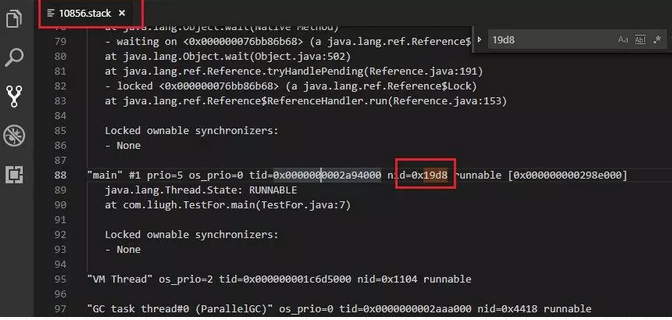 10856.stack
19d8
Aa Abl .*
78 at java.lang.Object.wait(Native Method)
79 - waiting on <0x000000076bb86b68> (a java.lang.ref.Reference$
80 at java.lang.Object.wait(Object.java:502)
81 at java.lang.ref.Reference.tryHandlePending(Reference.java:191)
82 - locked <0x000000076bb86b68> (a java.lang.ref.Reference$Lock)
83 at java.lang.ref.Reference$ReferenceHandler.run(Reference.java:153)
84
85 Locked ownable synchronizers:
86 - None
87
88 "main" #1 prio=5 os_prio=0 tid=0x0000000002a94000 nid=0x19d8 runnable [0x000000000298e000]
89 java.lang.Thread.State: RUNNABLE
90 at com.liugh.TestFor.main(TestFor.java:7)
91
92 Locked ownable synchronizers:
93 - None
94
95 "VM Thread" os_prio=2 tid=0x000000001c6d5000 nid=0x1104 runnable
96
97 "GC task thread#0 (ParallelGC)" os_prio=0 tid=0x0000000002aaa000 nid=0x4418 runnable